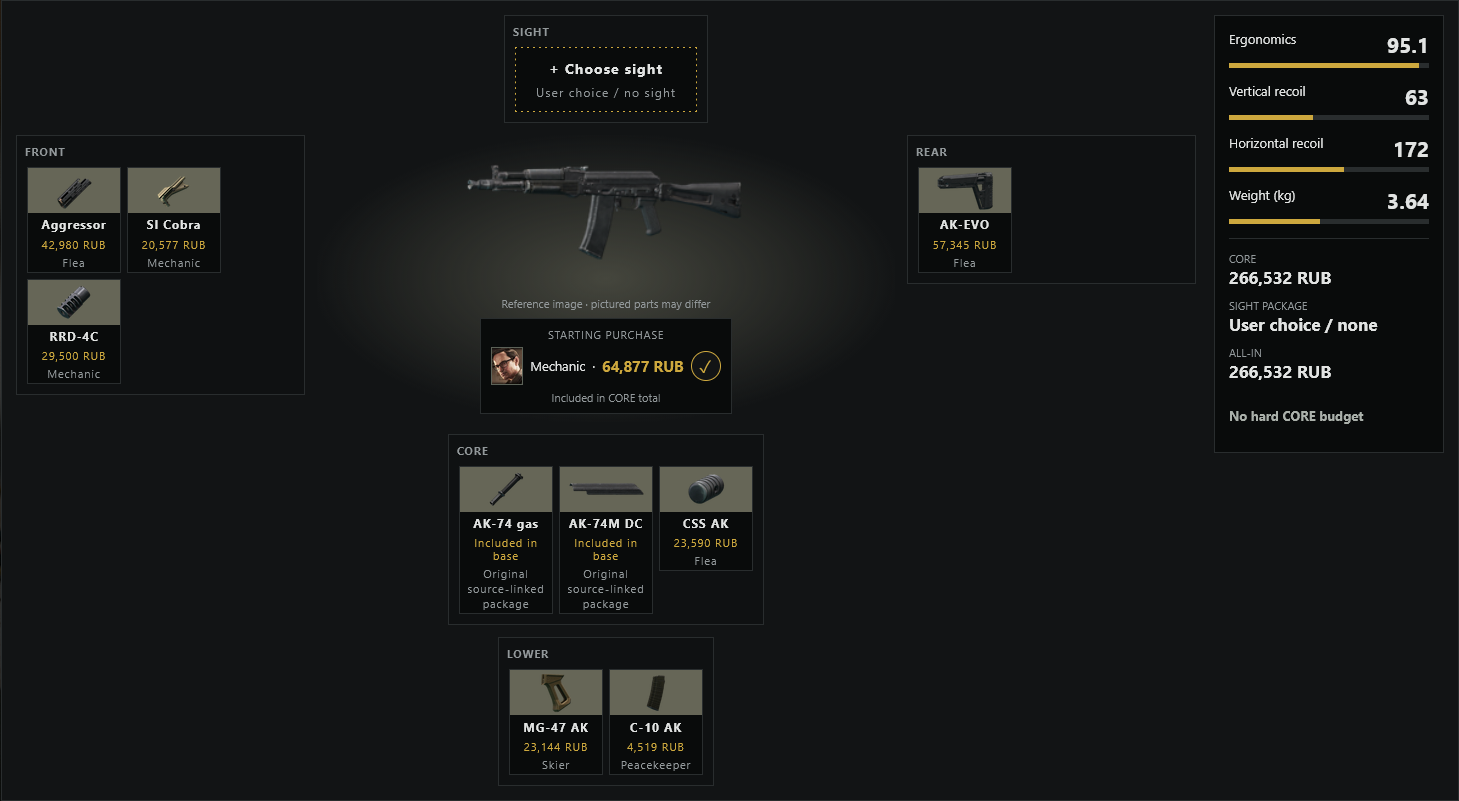 SIGHT
+ Choose sight
User choice / no sight
FRONT
Aggressor
42,980 RUB
Flea
SI Cobra
20,577 RUB
Mechanic
RRD-4C
29,500 RUB
Mechanic
Reference image · pictured parts may differ
STARTING PURCHASE
Mechanic · 64,877 RUB ✓
Included in CORE total
REAR
AK-EVO
57,345 RUB
Flea
CORE
AK-74 gas
Included in
base
Original
source-linked
package
AK-74M DC
Included in
base
Original
source-linked
package
CSS AK
23,590 RUB
Flea
LOWER
MG-47 AK
23,144 RUB
Skier
C-10 AK
4,519 RUB
Peacekeeper
Ergonomics 95.1
Vertical recoil 63
Horizontal recoil 172
Weight (kg) 3.64
CORE
266,532 RUB
SIGHT PACKAGE
User choice / none
ALL-IN
266,532 RUB
No hard CORE budget